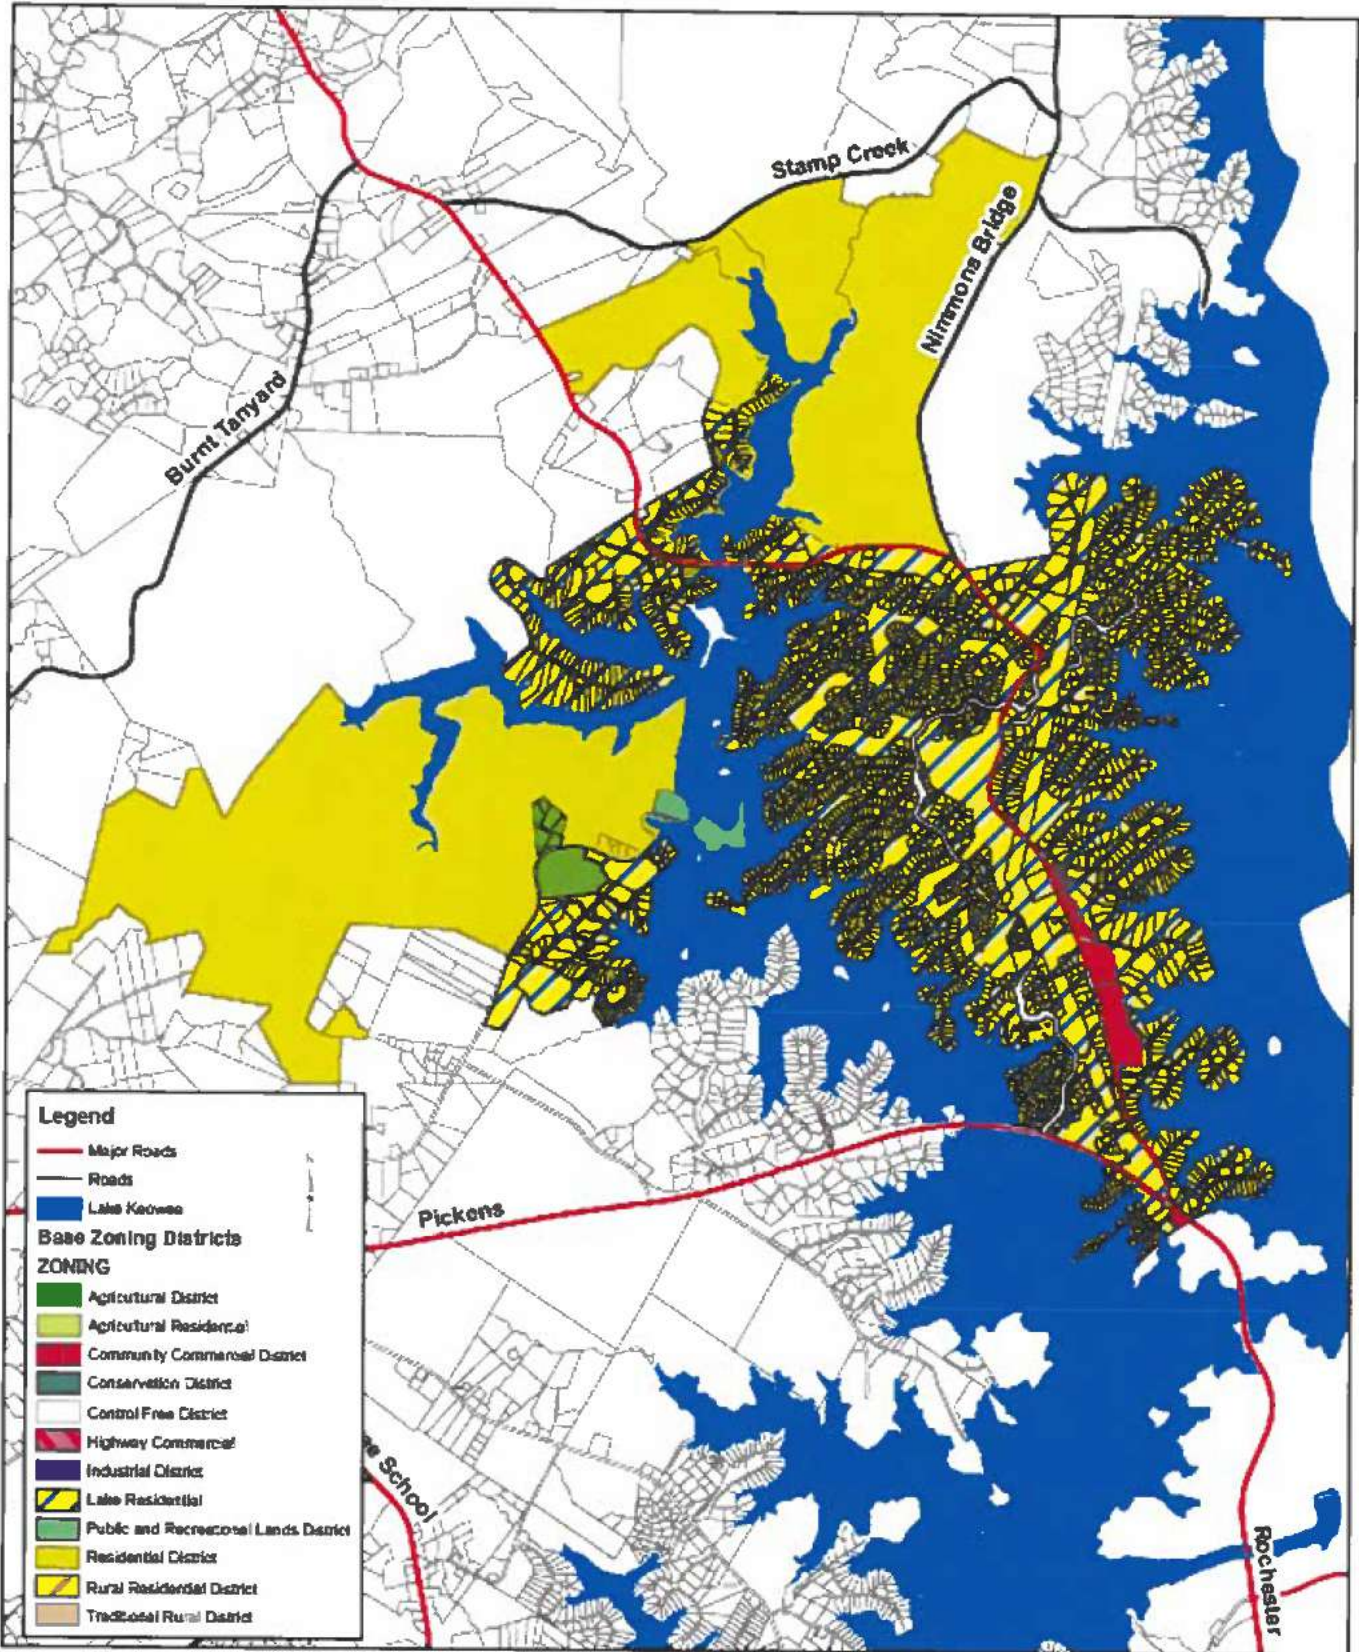 Stamp Creek
Nimmons Bridge
Burnt Tanyard
Legend
Major Roads
Roads
Lake Keowee
Base Zoning Districts
ZONING
Agricultural District
Agricultural Residential
Community Commercial District
Conservation District
Control Free District
Highway Commercial
Industrial District
Lake Residential
Public and Recreational Lands District
Residential District
Rural Residential District
Traditional Rural District
Pickens
School
Rochester